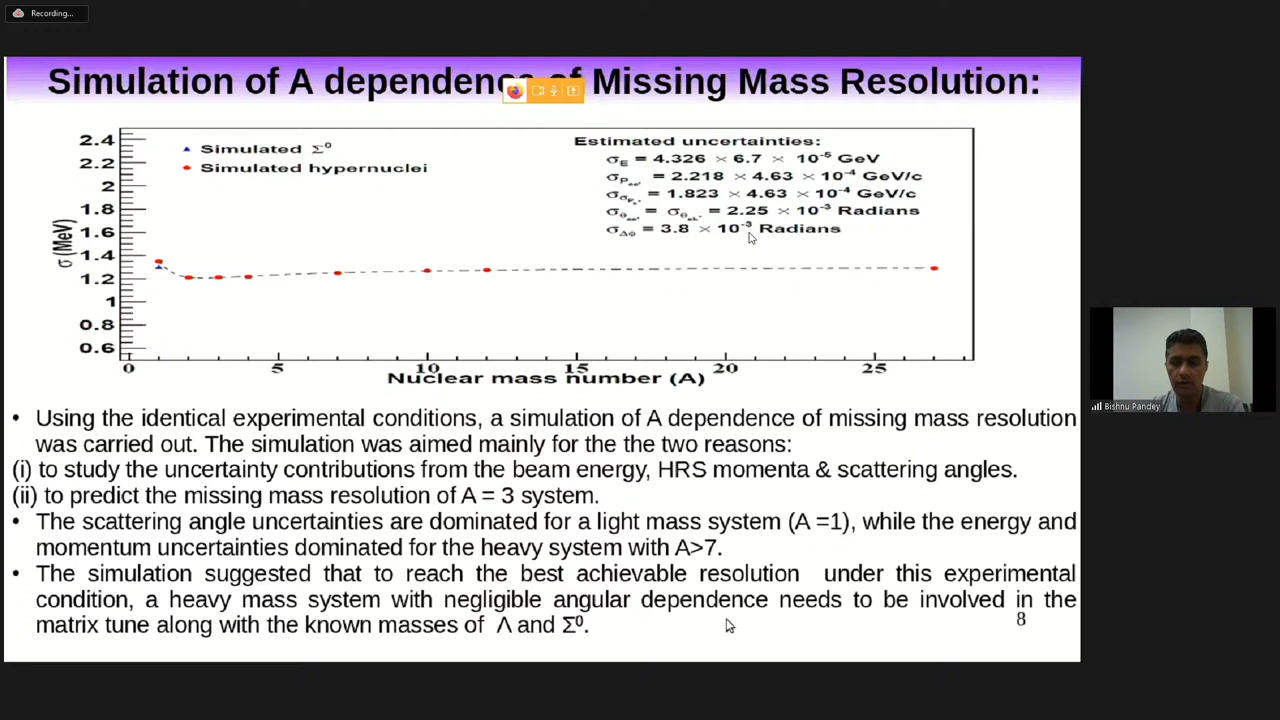 Recording...
Simulation of A dependence of Missing Mass Resolution:
2.4
2.2
2
1.8
1.6
1.4
1.2
1
0.8
0.6
σ (MeV)
Simulated Σ⁰
Simulated hypernuclei
Estimated uncertainties:
σE = 4.326 × 6.7 × 10⁻⁵ GeV
= 2.218 × 4.63 × 10⁻⁴ GeV/c
= 1.823 × 4.63 × 10⁻⁴ GeV/c
= 2.25 × 10⁻³ Radians
σΔφ = 3.8 × 10⁻³ Radians
0 5 10 15 20 25
Nuclear mass number (A)
• Using the identical experimental conditions, a simulation of A dependence of missing mass resolution
was carried out. The simulation was aimed mainly for the the two reasons:
(i) to study the uncertainty contributions from the beam energy, HRS momenta & scattering angles.
(ii) to predict the missing mass resolution of A = 3 system.
• The scattering angle uncertainties are dominated for a light mass system (A =1), while the energy and
momentum uncertainties dominated for the heavy system with A>7.
• The simulation suggested that to reach the best achievable resolution under this experimental
condition, a heavy mass system with negligible angular dependence needs to be involved in the
matrix tune along with the known masses of Λ and Σ⁰.
8
Bishnu Pandey